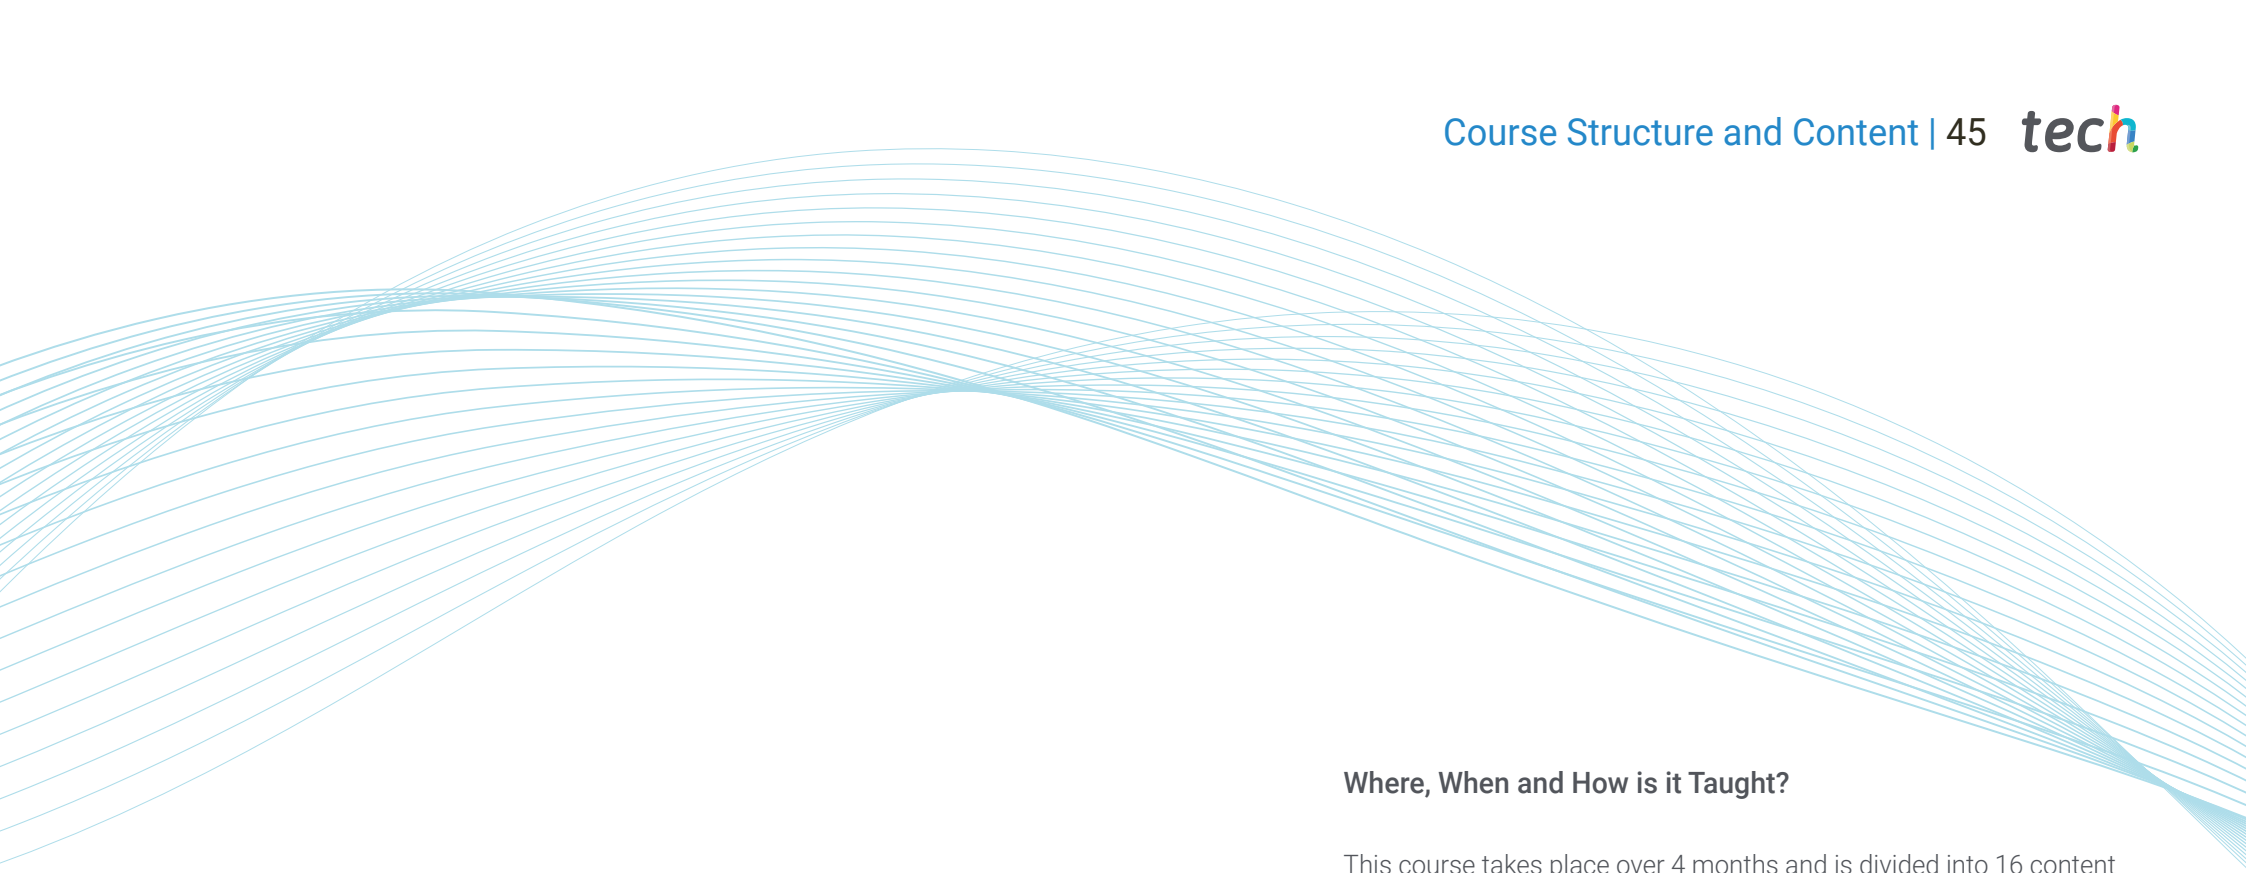 Course Structure and Content | 45 tech
Where, When and How is it Taught?
This course takes place over 4 months and is divided into 16 content